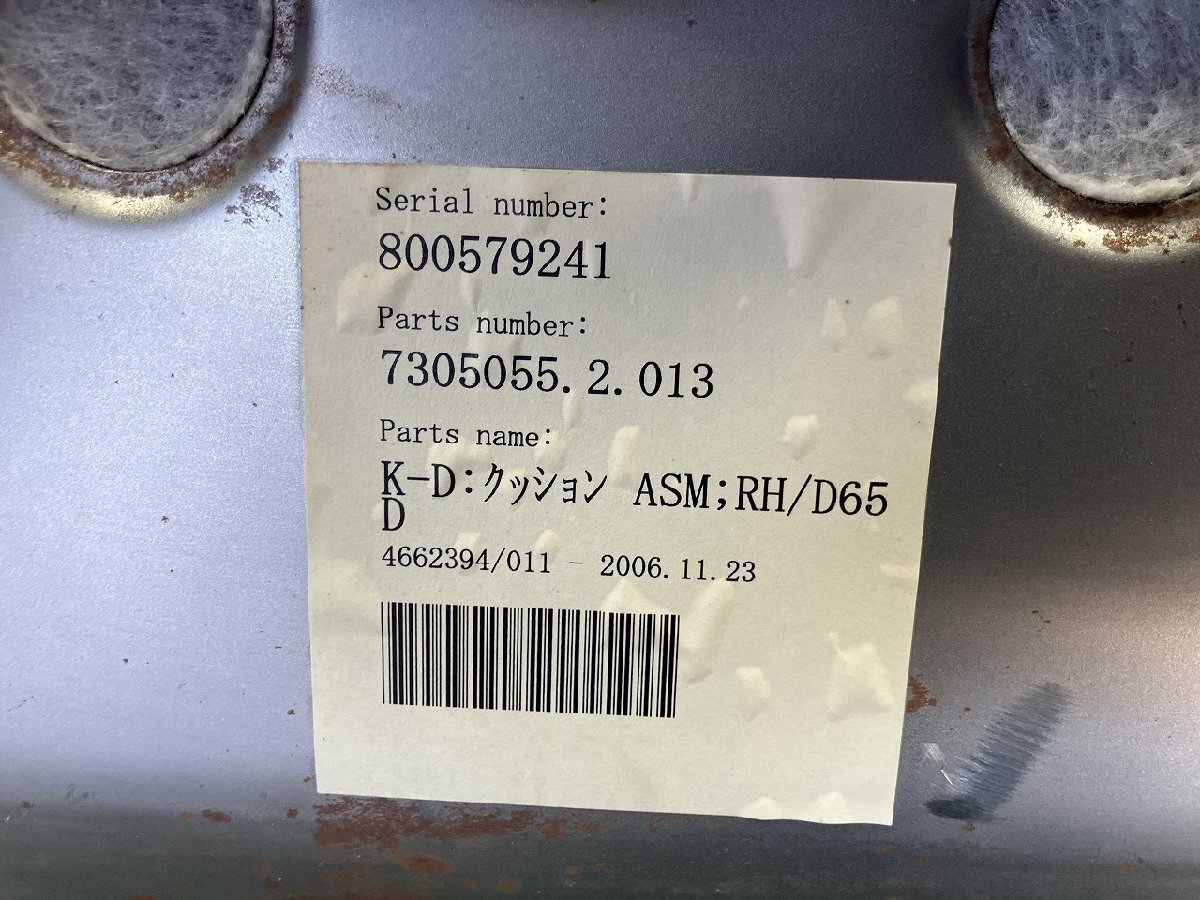 Serial number:
800579241
Parts number:
7305055.2.013
Parts name:
K-D:ｸｯｼｮﾝ ASM;RH/D65
D
4662394/011 - 2006.11.23